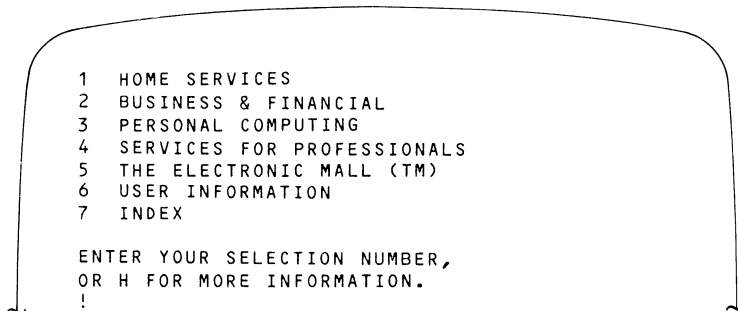 1 HOME SERVICES
2 BUSINESS & FINANCIAL
3 PERSONAL COMPUTING
4 SERVICES FOR PROFESSIONALS
5 THE ELECTRONIC MALL (TM)
6 USER INFORMATION
7 INDEX
ENTER YOUR SELECTION NUMBER,
OR H FOR MORE INFORMATION.
!